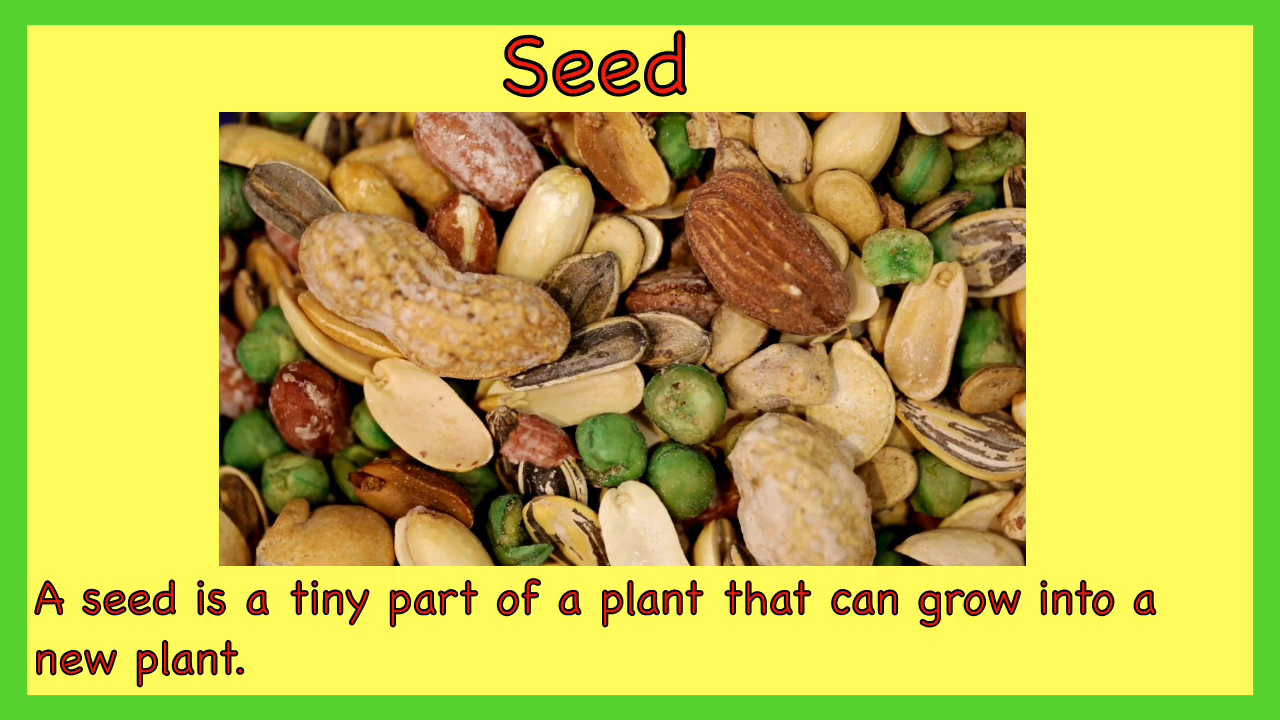 Seed
A seed is a tiny part of a plant that can grow into a
new plant.